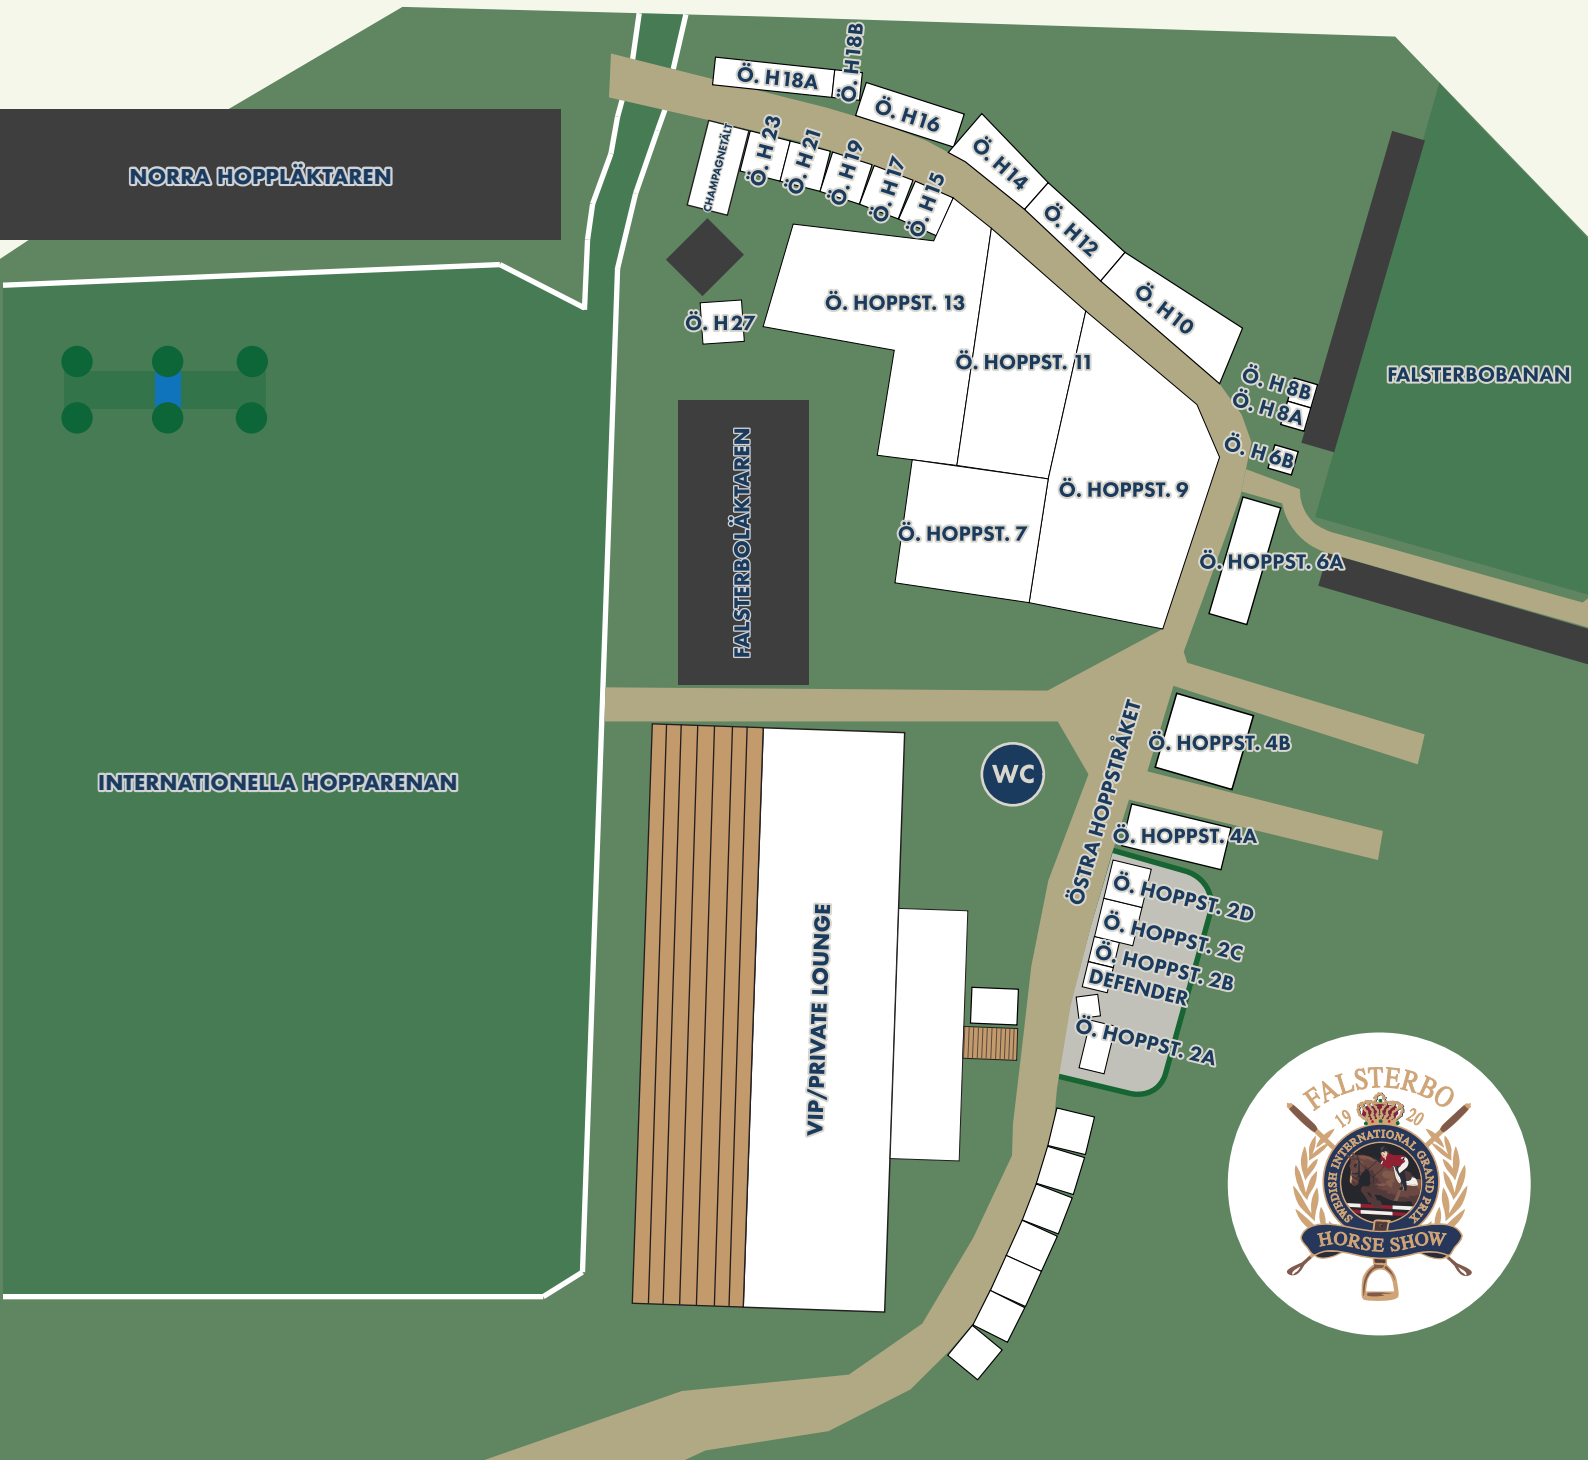 Ö. H18A
Ö. H18B
Ö. H16
Ö. H14
Ö. H12
Ö. H10
CHAMPAGNETÄLT
Ö. H23
Ö. H21
Ö. H19
Ö. H17
Ö. H15
NORRA HOPPLÄKTAREN
Ö. HOPPST. 13
Ö. H27
Ö. HOPPST. 11
FALSTERBOBANAN
Ö. H8B
Ö. H8A
Ö. H6B
Ö. HOPPST. 9
Ö. HOPPST. 7
FALSTERBOLÄKTAREN
Ö. HOPPST. 6A
Ö. HOPPST. 4B
INTERNATIONELLA HOPPARENAN
WC
ÖSTRA HOPPSTRÅKET
Ö. HOPPST. 4A
Ö. HOPPST. 2D
Ö. HOPPST. 2C
Ö. HOPPST. 2B
DEFENDER
Ö. HOPPST. 2A
VIP/PRIVATE LOUNGE
FALSTERBO
19 20
SWEDISH INTERNATIONAL GRAND PRIX
HORSE SHOW